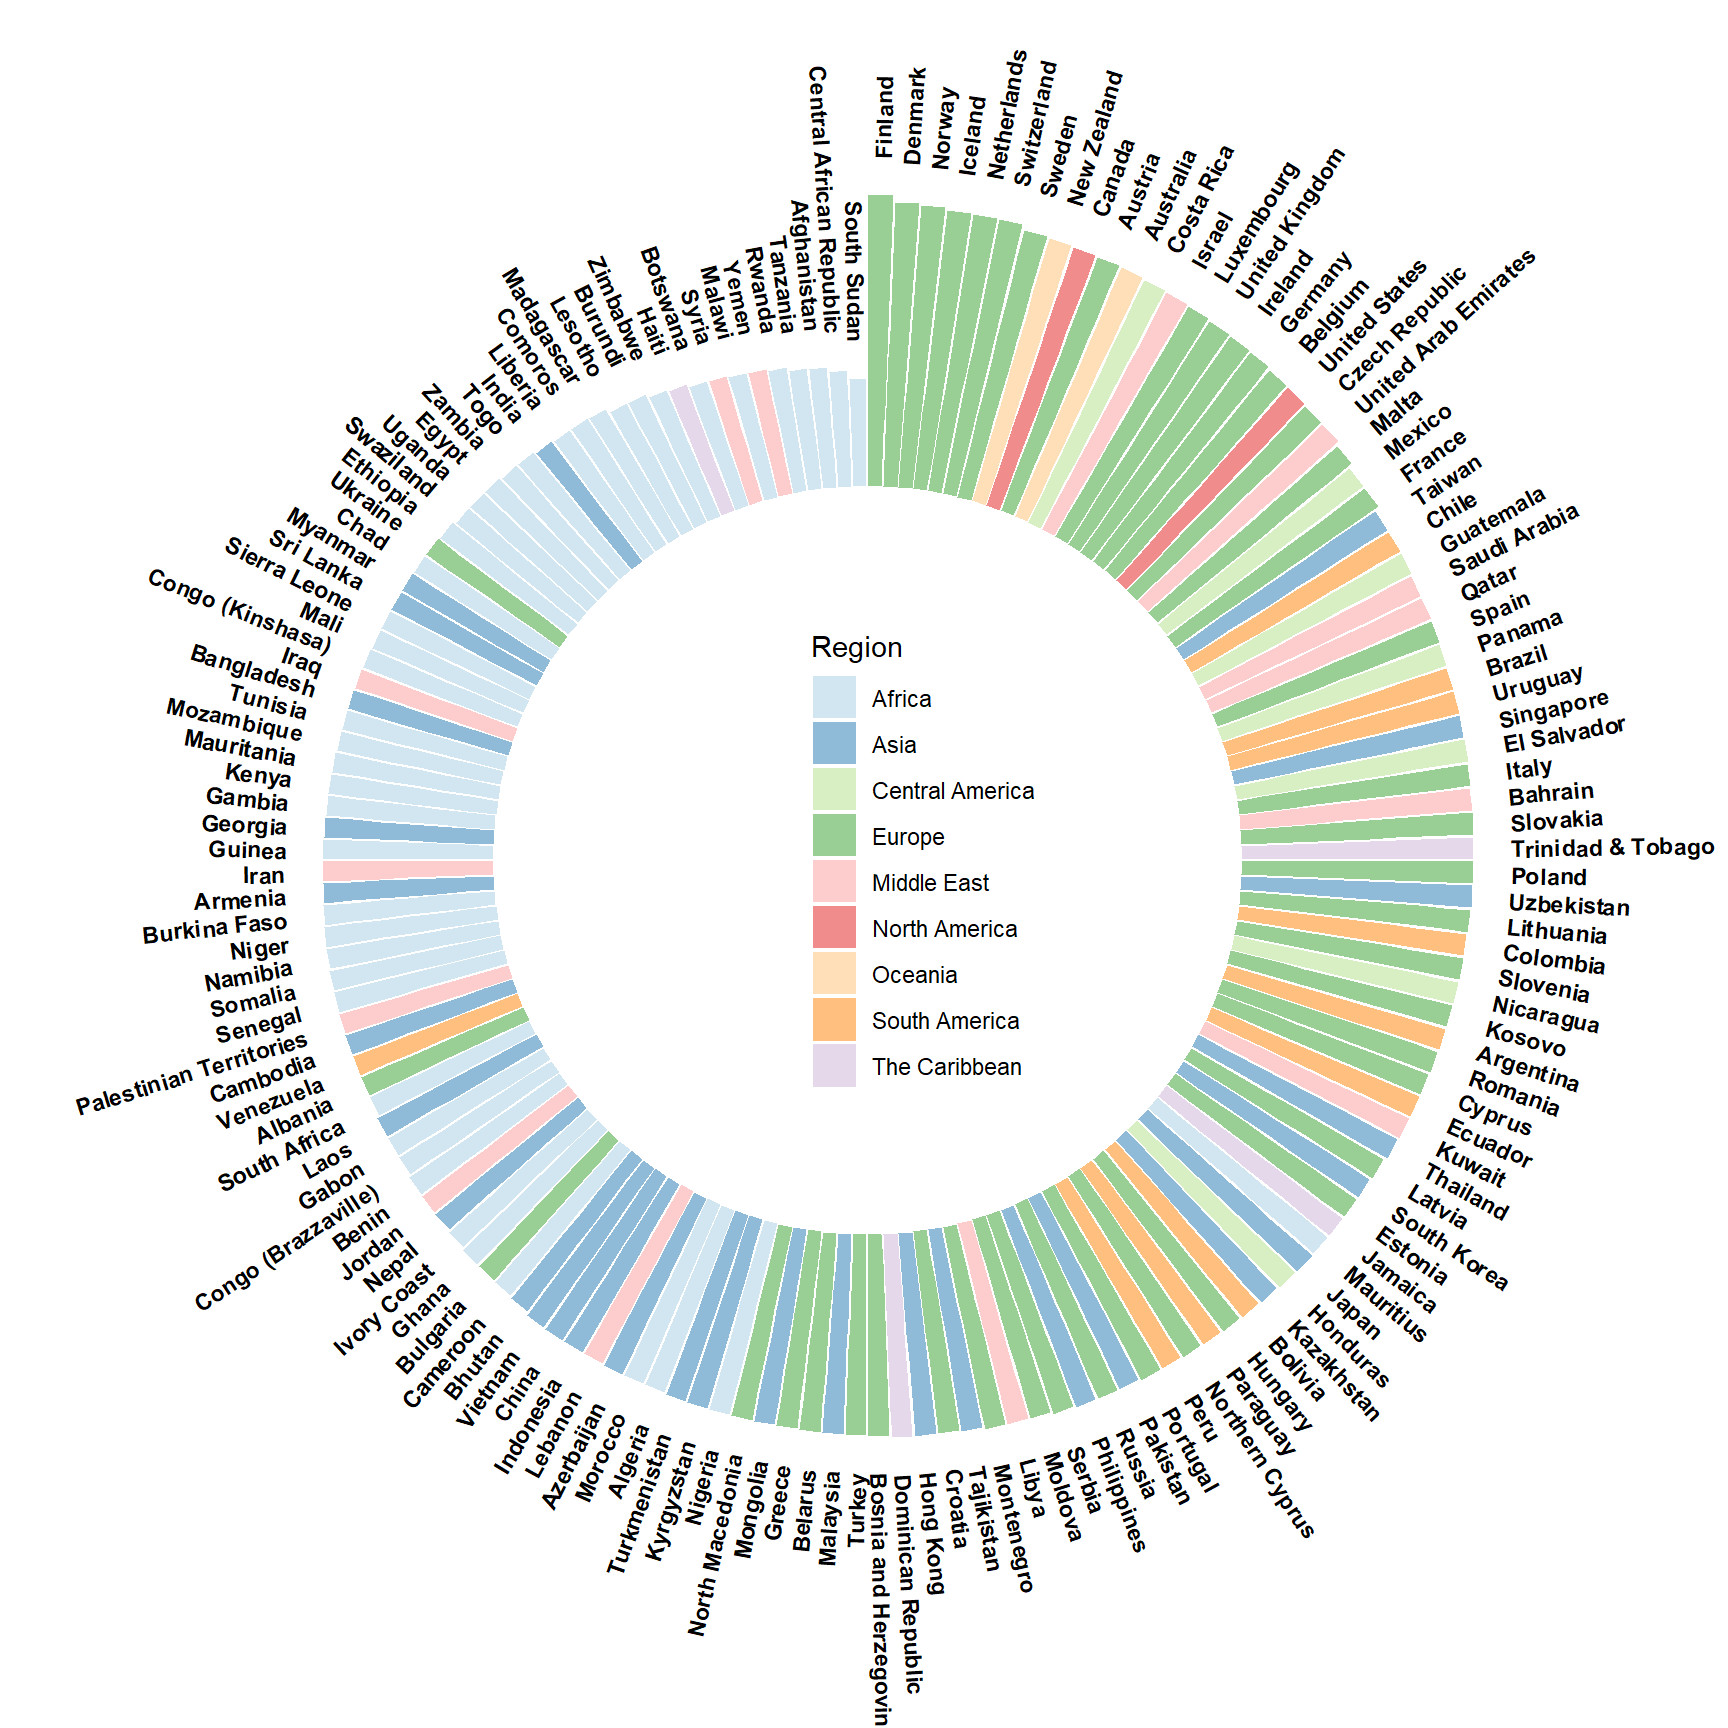 Finland
Denmark
Norway
Iceland
Netherlands
Switzerland
Sweden
New Zealand
Canada
Austria
Australia
Costa Rica
Israel
Luxembourg
United Kingdom
Ireland
Germany
Belgium
United States
Czech Republic
United Arab Emirates
Malta
Mexico
France
Taiwan
Chile
Guatemala
Saudi Arabia
Qatar
Spain
Panama
Brazil
Uruguay
Singapore
El Salvador
Italy
Bahrain
Slovakia
Trinidad & Tobago
Poland
Uzbekistan
Lithuania
Colombia
Slovenia
Nicaragua
Kosovo
Argentina
Romania
Cyprus
Ecuador
Kuwait
Thailand
Latvia
South Korea
Estonia
Jamaica
Mauritius
Japan
Honduras
Kazakhstan
Bolivia
Hungary
Paraguay
Northern Cyprus
Peru
Portugal
Pakistan
Russia
Philippines
Serbia
Moldova
Libya
Montenegro
Tajikistan
Croatia
Hong Kong
Dominican Republic
Bosnia and Herzegovin
Turkey
Malaysia
Belarus
Greece
Mongolia
North Macedonia
Nigeria
Kyrgyzstan
Turkmenistan
Algeria
Morocco
Azerbaijan
Lebanon
Indonesia
China
Vietnam
Bhutan
Cameroon
Bulgaria
Ghana
Ivory Coast
Nepal
Jordan
Benin
Congo (Brazzaville)
Gabon
Laos
South Africa
Albania
Venezuela
Cambodia
Palestinian Territories
Senegal
Somalia
Namibia
Niger
Burkina Faso
Armenia
Iran
Guinea
Georgia
Gambia
Kenya
Mauritania
Mozambique
Tunisia
Bangladesh
Iraq
Congo (Kinshasa)
Mali
Sierra Leone
Sri Lanka
Myanmar
Chad
Ukraine
Ethiopia
Swaziland
Uganda
Egypt
Zambia
Togo
India
Liberia
Comoros
Madagascar
Lesotho
Burundi
Zimbabwe
Haiti
Botswana
Syria
Malawi
Yemen
Rwanda
Tanzania
Afghanistan
Central African Republic
South Sudan
Region
Africa
Asia
Central America
Europe
Middle East
North America
Oceania
South America
The Caribbean